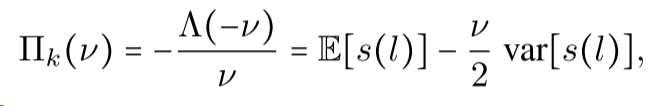 Π_k(ν) = −Λ(−ν)/ν = 𝔼[s(l)] − ν/2 var[s(l)],